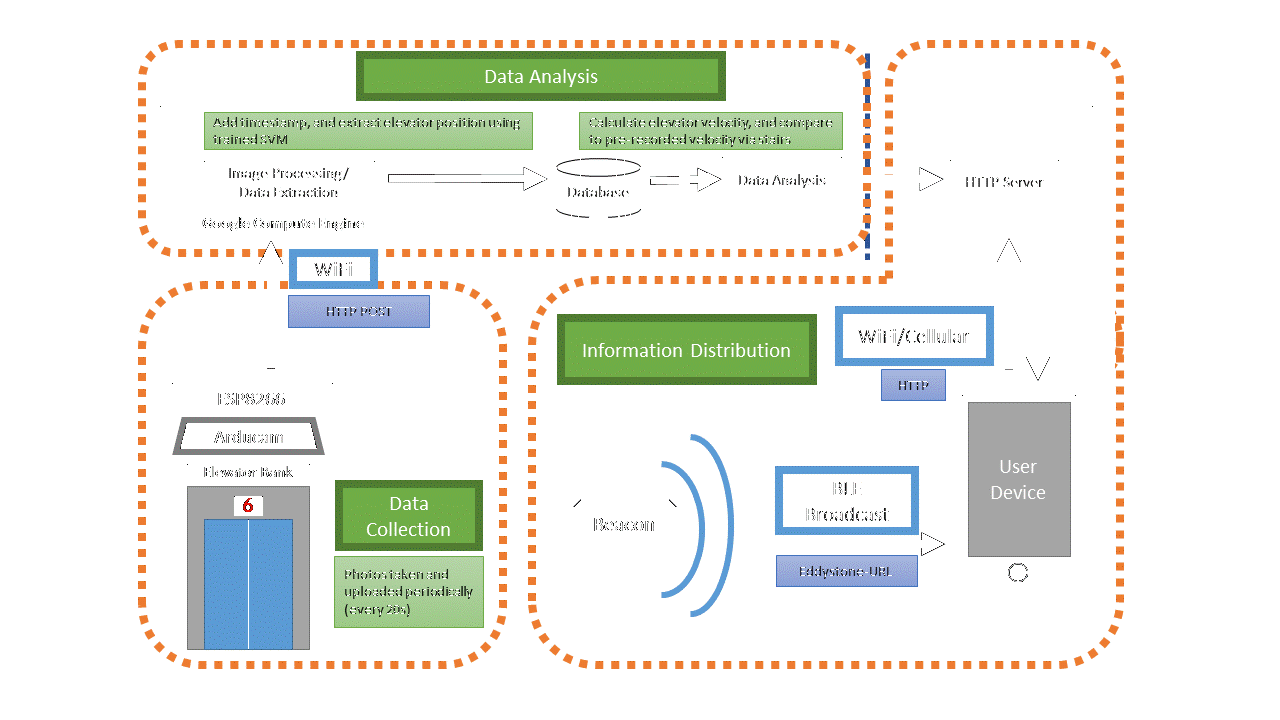 Data Analysis
Add timestamp, and extract elevator position using
trained SVM
Calculate elevator velocity, and compare
to pre-recorded velocity via stairs
Image Processing/
Data Extraction
Database
Data Analysis
HTTP Server
Google Compute Engine
WiFi
HTTP POST
WiFi/Cellular
Information Distribution
HTTP
ESP8266
Arducam
Elevator Bank
6
Data
Collection
Photos taken and
uploaded periodically
(every 20s)
Beacon
BLE
Broadcast
Eddystone-URL
User
Device